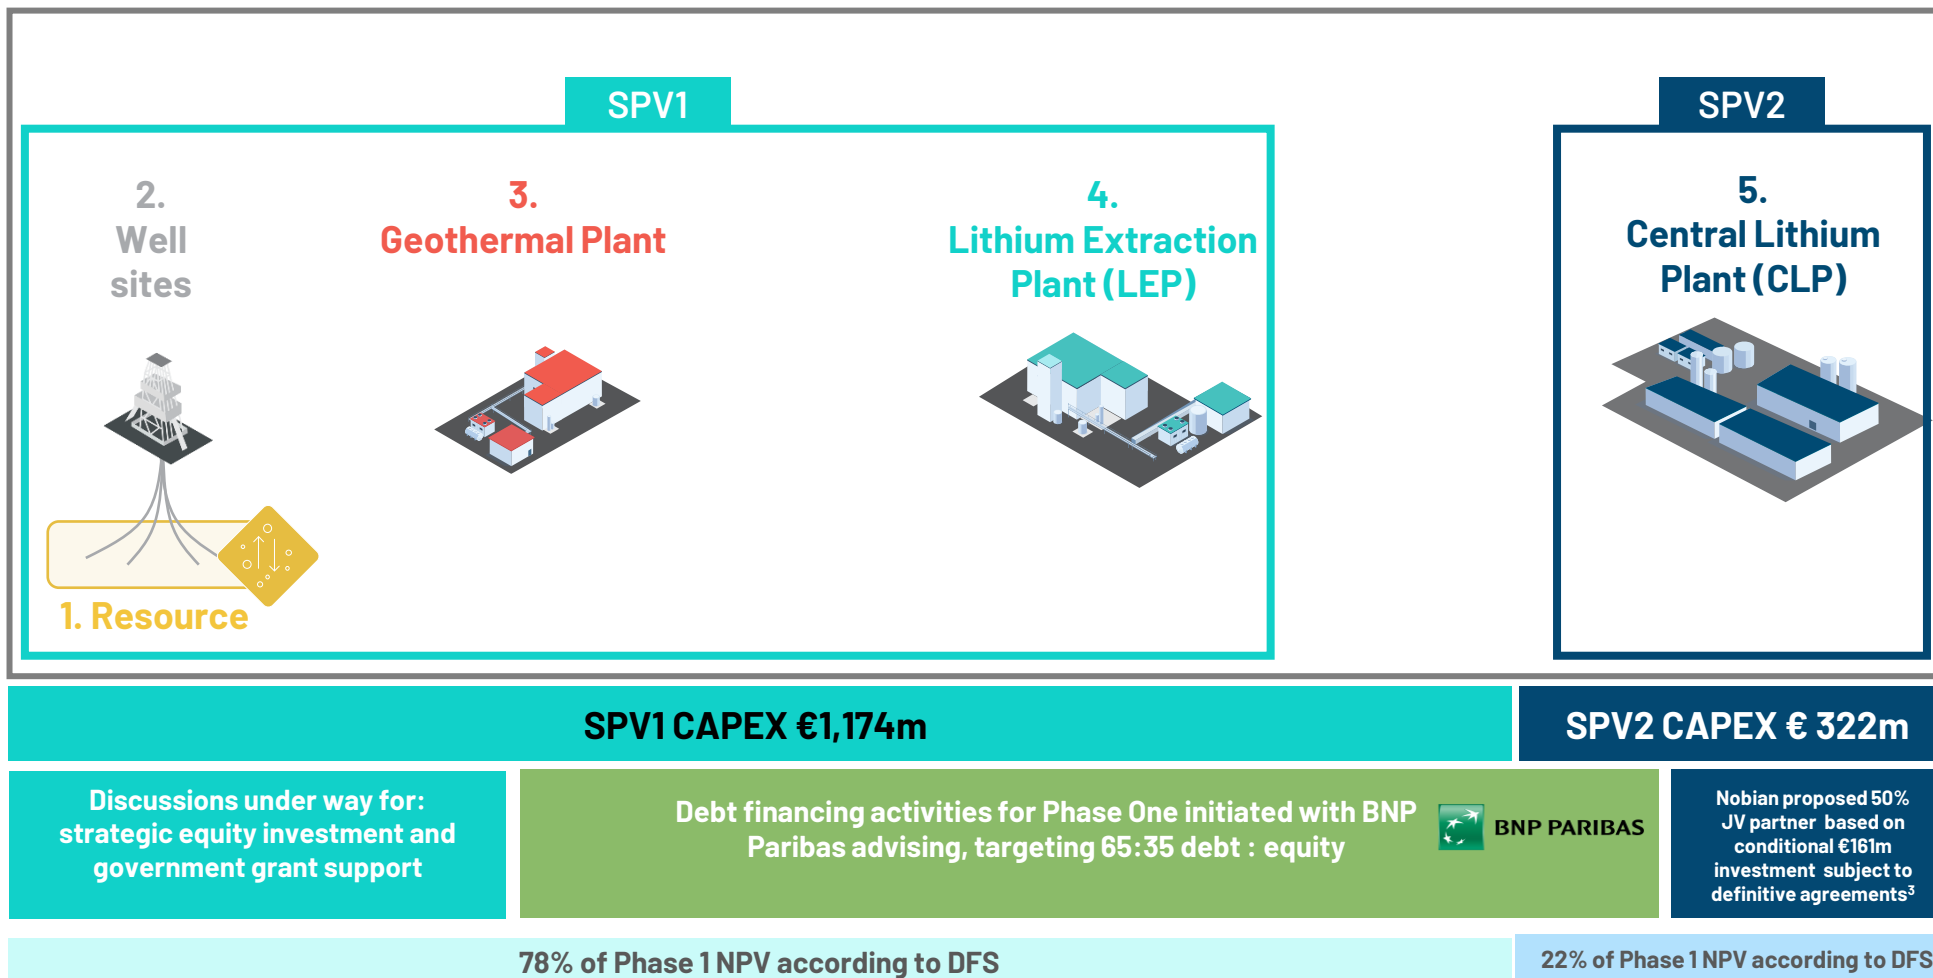 SPV1
SPV2
2.
Well
sites
3.
Geothermal Plant
4.
Lithium Extraction
Plant (LEP)
5.
Central Lithium
Plant (CLP)
1. Resource
SPV1 CAPEX €1,174m
SPV2 CAPEX € 322m
Discussions under way for:
strategic equity investment and
government grant support
Debt financing activities for Phase One initiated with BNP
Paribas advising, targeting 65:35 debt : equity
BNP PARIBAS
Nobian proposed 50%
JV partner based on
conditional €161m
investment subject to
definitive agreements³
78% of Phase 1 NPV according to DFS
22% of Phase 1 NPV according to DFS